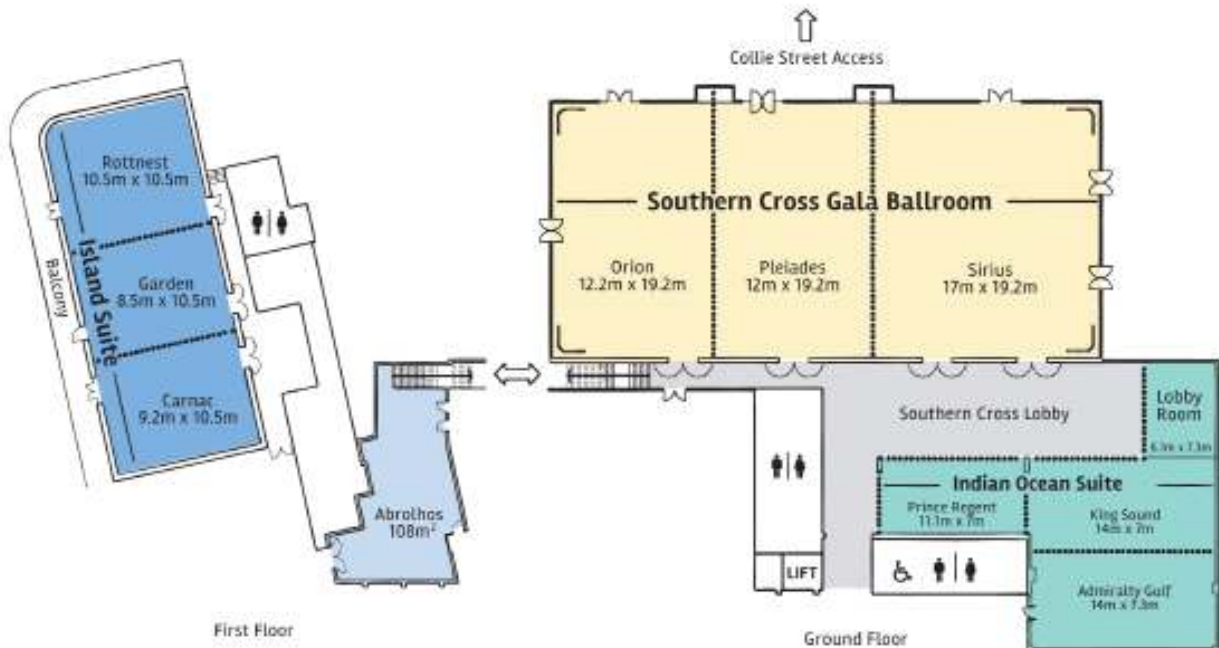 Collie Street Access
Rottnest
10.5m x 10.5m
Island Suite
Balcony
Garden
8.5m x 10.5m
Carnac
9.2m x 10.5m
Abrolhos
108m²
First Floor
Southern Cross Gala Ballroom
Orion
12.2m x 19.2m
Pleiades
12m x 19.2m
Sirius
17m x 19.2m
Southern Cross Lobby
Lobby
Room
Indian Ocean Suite
Prince Regent
11.1m x 7m
King Sound
14m x 7m
LIFT
Admiralty Gulf
14m x 7.3m
Ground Floor